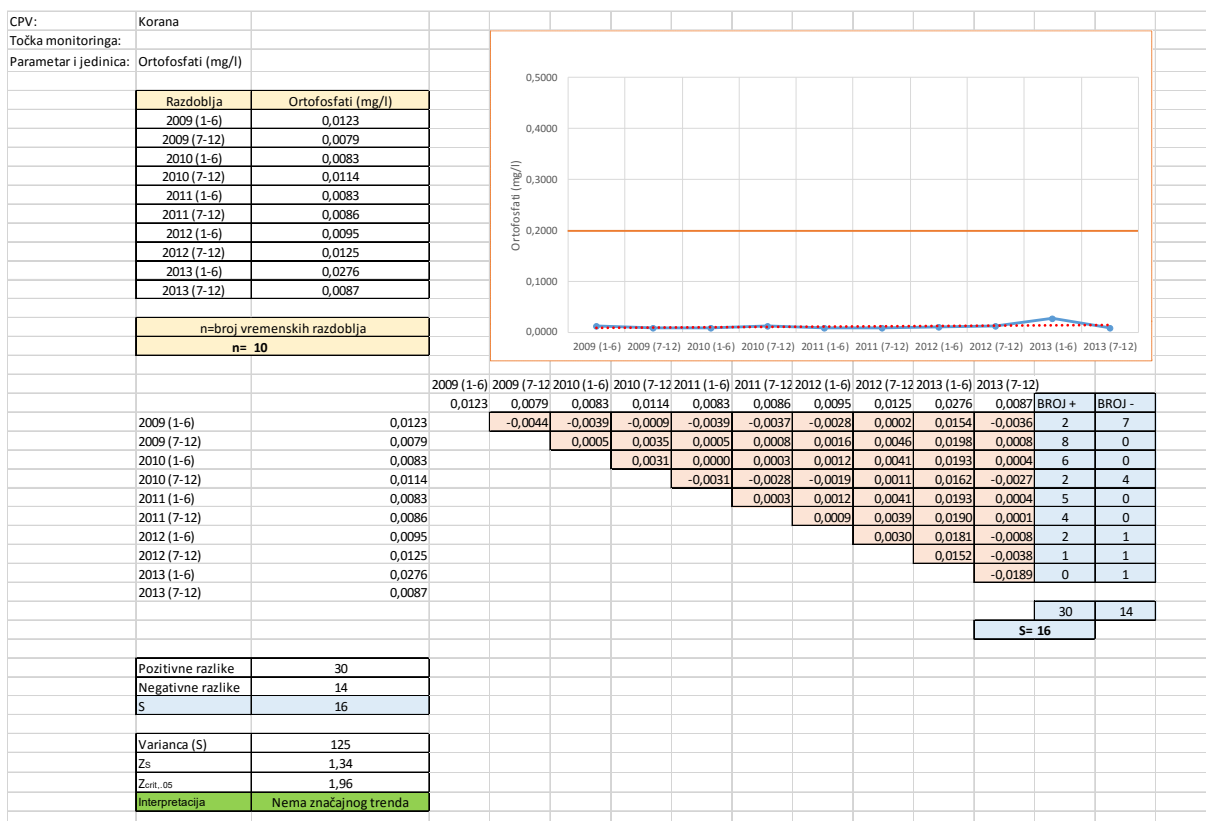 CPV: Korana
Točka monitoringa:
Parametar i jedinica: Ortofosfati (mg/l)
Razdoblja Ortofosfati (mg/l)
2009 (1-6) 0,0123
2009 (7-12) 0,0079
2010 (1-6) 0,0083
2010 (7-12) 0,0114
2011 (1-6) 0,0083
2011 (7-12) 0,0086
2012 (1-6) 0,0095
2012 (7-12) 0,0125
2013 (1-6) 0,0276
2013 (7-12) 0,0087
n=broj vremenskih razdoblja
n= 10
Ortofosfati (mg/l)
0,5000
0,4000
0,3000
0,2000
0,1000
0,0000
2009 (1-6) 2009 (7-12) 2010 (1-6) 2010 (7-12) 2011 (1-6) 2011 (7-12) 2012 (1-6) 2012 (7-12) 2013 (1-6) 2013 (7-12)
2009 (1-6) 2009 (7-12 2010 (1-6) 2010 (7-12 2011 (1-6) 2011 (7-12 2012 (1-6) 2012 (7-12 2013 (1-6) 2013 (7-12)
0,0123 0,0079 0,0083 0,0114 0,0083 0,0086 0,0095 0,0125 0,0276 0,0087 BROJ + BROJ -
2009 (1-6) 0,0123 -0,0044 -0,0039 -0,0009 -0,0039 -0,0037 -0,0028 0,0002 0,0154 -0,0036 2 7
2009 (7-12) 0,0079 0,0005 0,0035 0,0005 0,0008 0,0016 0,0046 0,0198 0,0008 8 0
2010 (1-6) 0,0083 0,0031 0,0000 0,0003 0,0012 0,0041 0,0193 0,0004 6 0
2010 (7-12) 0,0114 -0,0031 -0,0028 -0,0019 0,0011 0,0162 -0,0027 2 4
2011 (1-6) 0,0083 0,0003 0,0012 0,0041 0,0193 0,0004 5 0
2011 (7-12) 0,0086 0,0009 0,0039 0,0190 0,0001 4 0
2012 (1-6) 0,0095 0,0030 0,0181 -0,0008 2 1
2012 (7-12) 0,0125 0,0152 -0,0038 1 1
2013 (1-6) 0,0276 -0,0189 0 1
2013 (7-12) 0,0087
30 14
S= 16
Pozitivne razlike 30
Negativne razlike 14
S 16
Varianca (S) 125
Zs 1,34
Zcrit,.05 1,96
Interpretacija Nema značajnog trenda